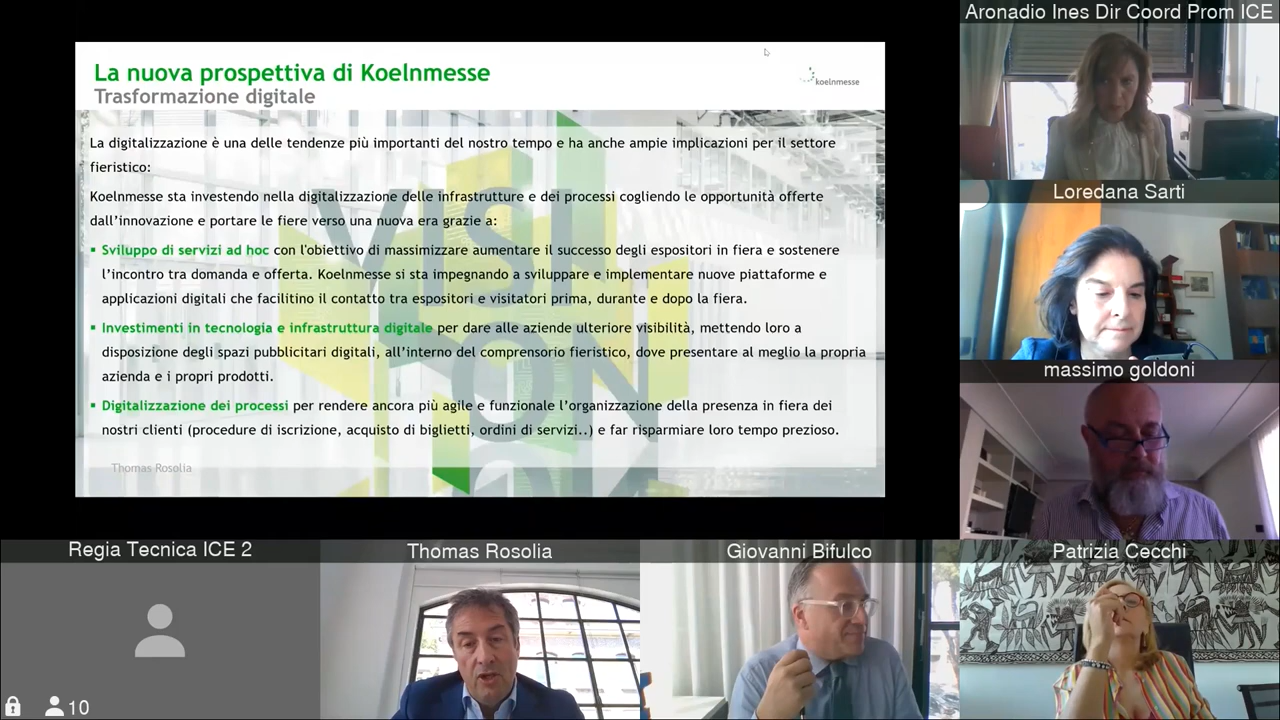 Aronadio Ines Dir Coord Prom ICE
La nuova prospettiva di Koelnmesse
Trasformazione digitale
koelnmesse
La digitalizzazione è una delle tendenze più importanti del nostro tempo e ha anche ampie implicazioni per il settore
fieristico:
Koelnmesse sta investendo nella digitalizzazione delle infrastrutture e dei processi cogliendo le opportunità offerte
dall’innovazione e portare le fiere verso una nuova era grazie a:
▪ Sviluppo di servizi ad hoc con l'obiettivo di massimizzare aumentare il successo degli espositori in fiera e sostenere
l’incontro tra domanda e offerta. Koelnmesse si sta impegnando a sviluppare e implementare nuove piattaforme e
applicazioni digitali che facilitino il contatto tra espositori e visitatori prima, durante e dopo la fiera.
▪ Investimenti in tecnologia e infrastruttura digitale per dare alle aziende ulteriore visibilità, mettendo loro a
disposizione degli spazi pubblicitari digitali, all’interno del comprensorio fieristico, dove presentare al meglio la propria
azienda e i propri prodotti.
▪ Digitalizzazione dei processi per rendere ancora più agile e funzionale l’organizzazione della presenza in fiera dei
nostri clienti (procedure di iscrizione, acquisto di biglietti, ordini di servizi..) e far risparmiare loro tempo prezioso.
Thomas Rosolia
VISI
ON
Loredana Sarti
massimo goldoni
Regia Tecnica ICE 2
Thomas Rosolia
Giovanni Bifulco
Patrizia Cecchi
10